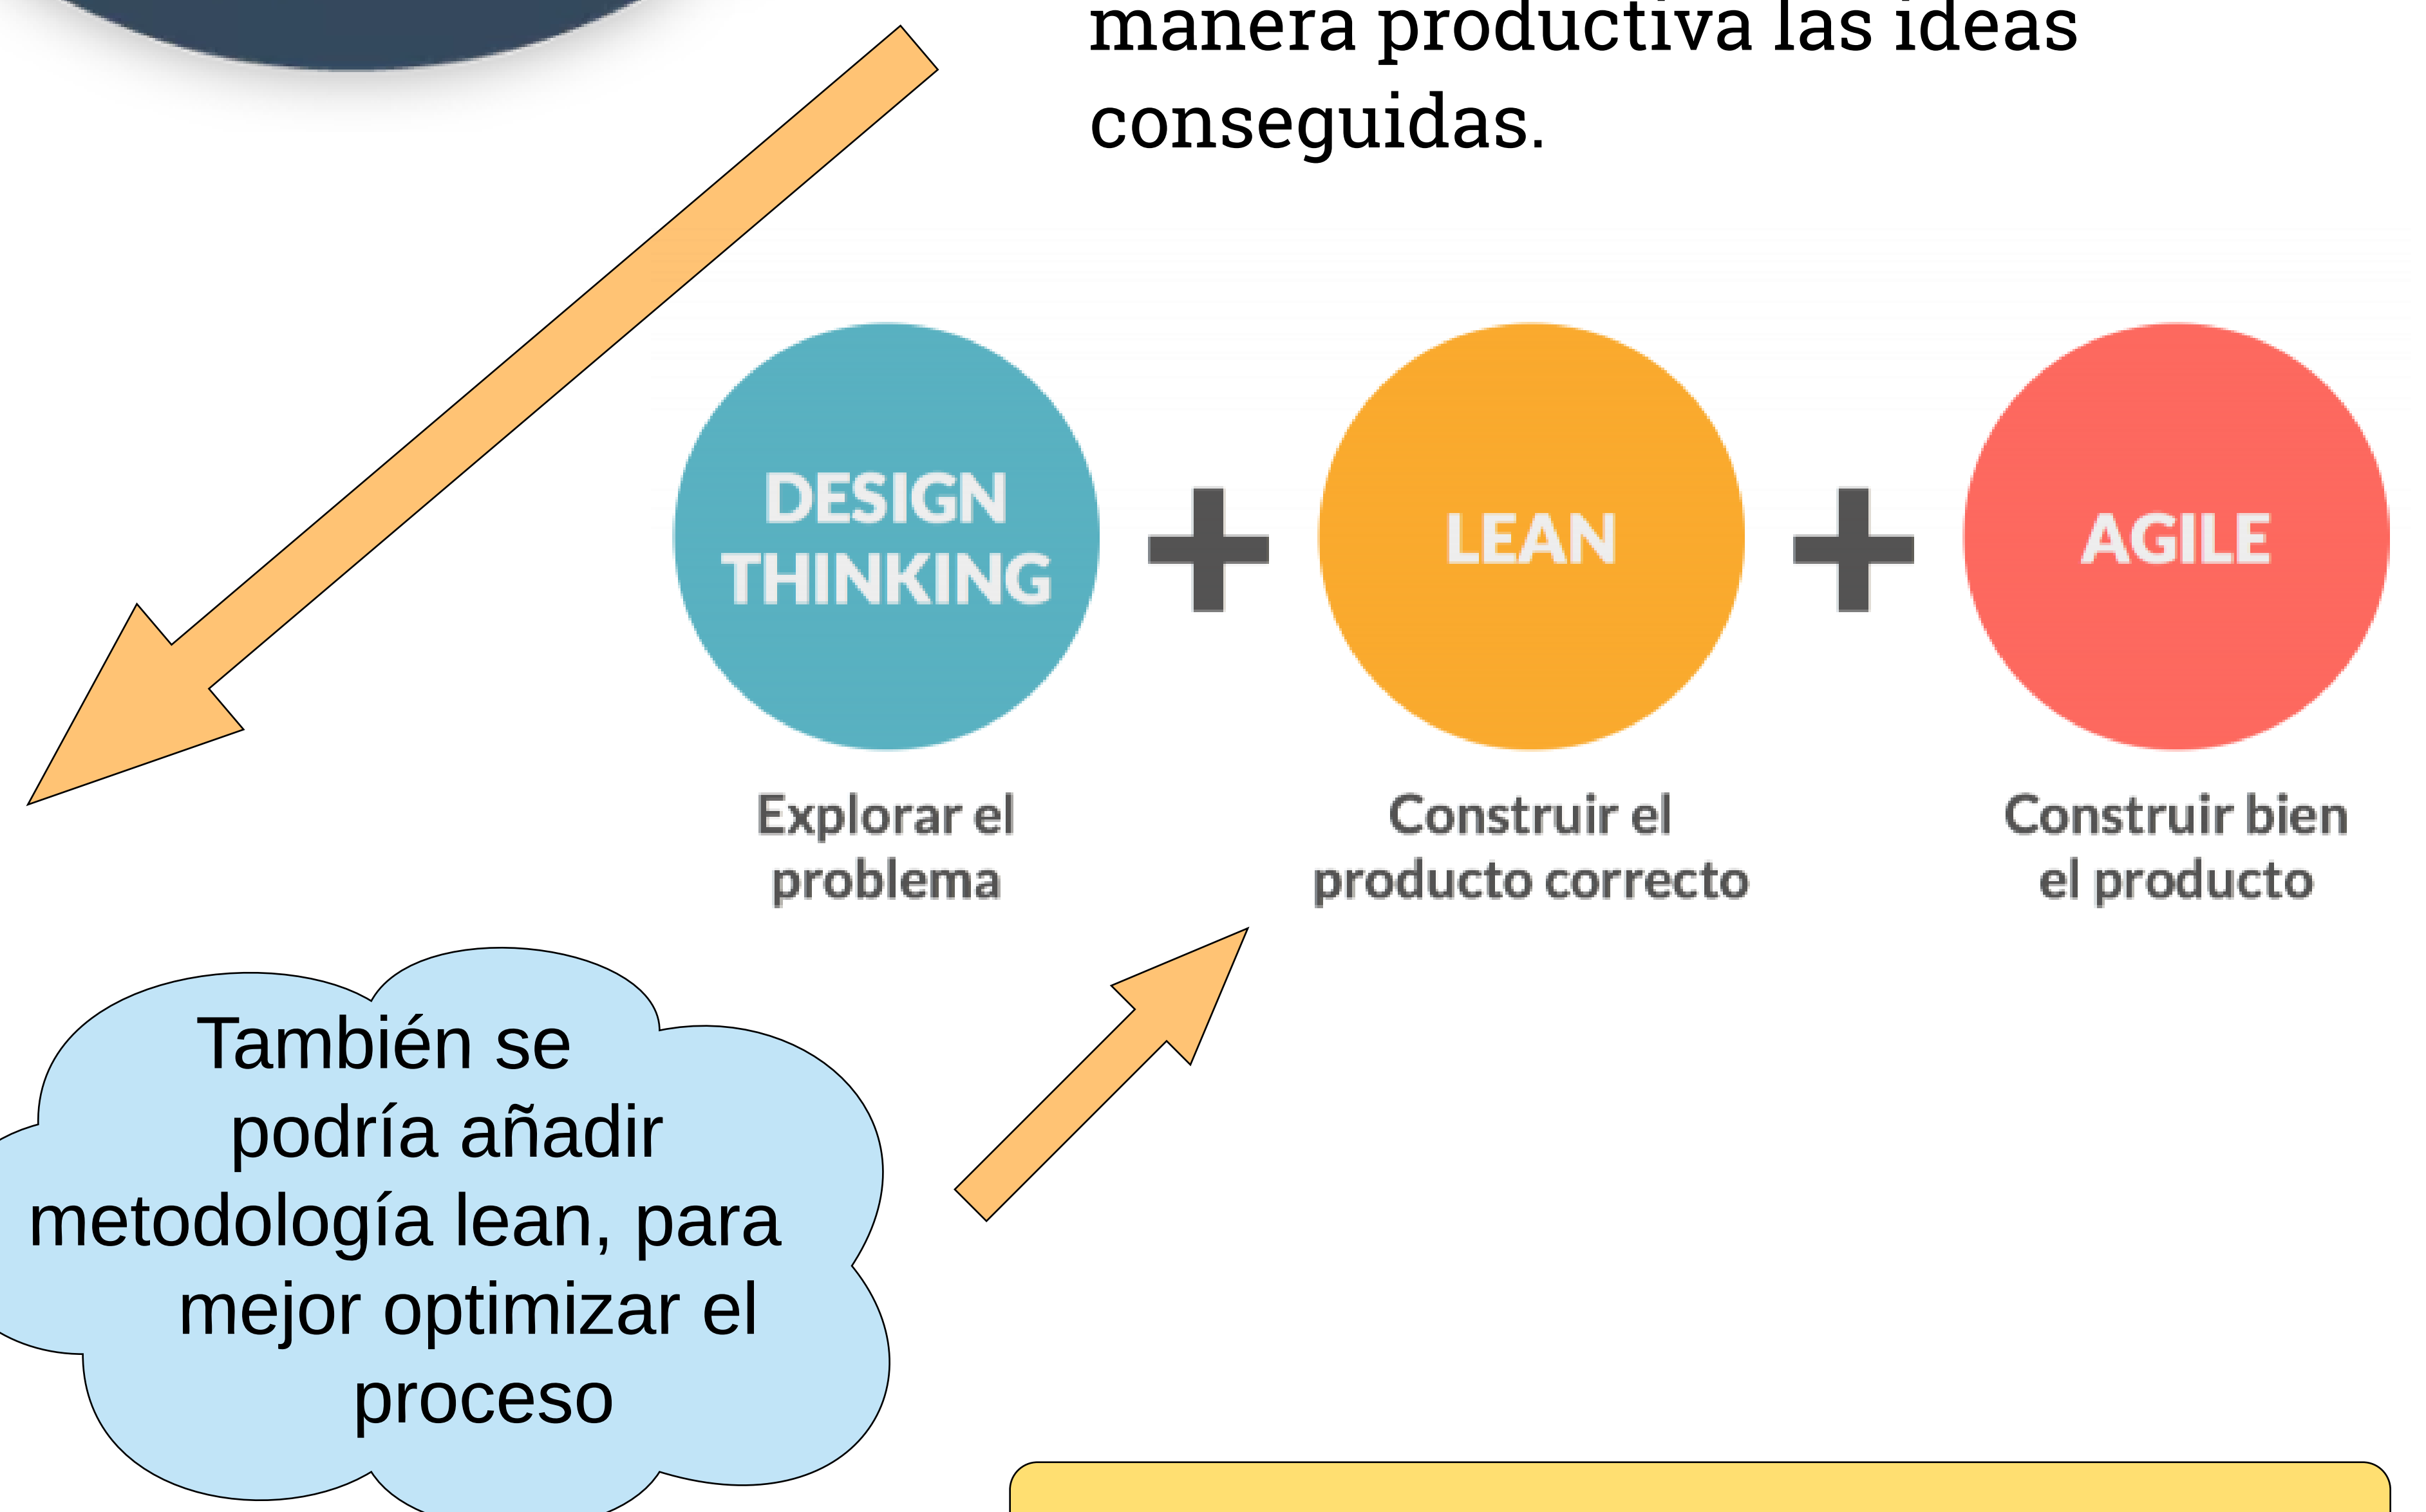 manera productiva las ideas
conseguidas.
DESIGN
THINKING
+
LEAN
+
AGILE
Explorar el
problema
Construir el
producto correcto
Construir bien
el producto
También se
podría añadir
metodología lean, para
mejor optimizar el
proceso